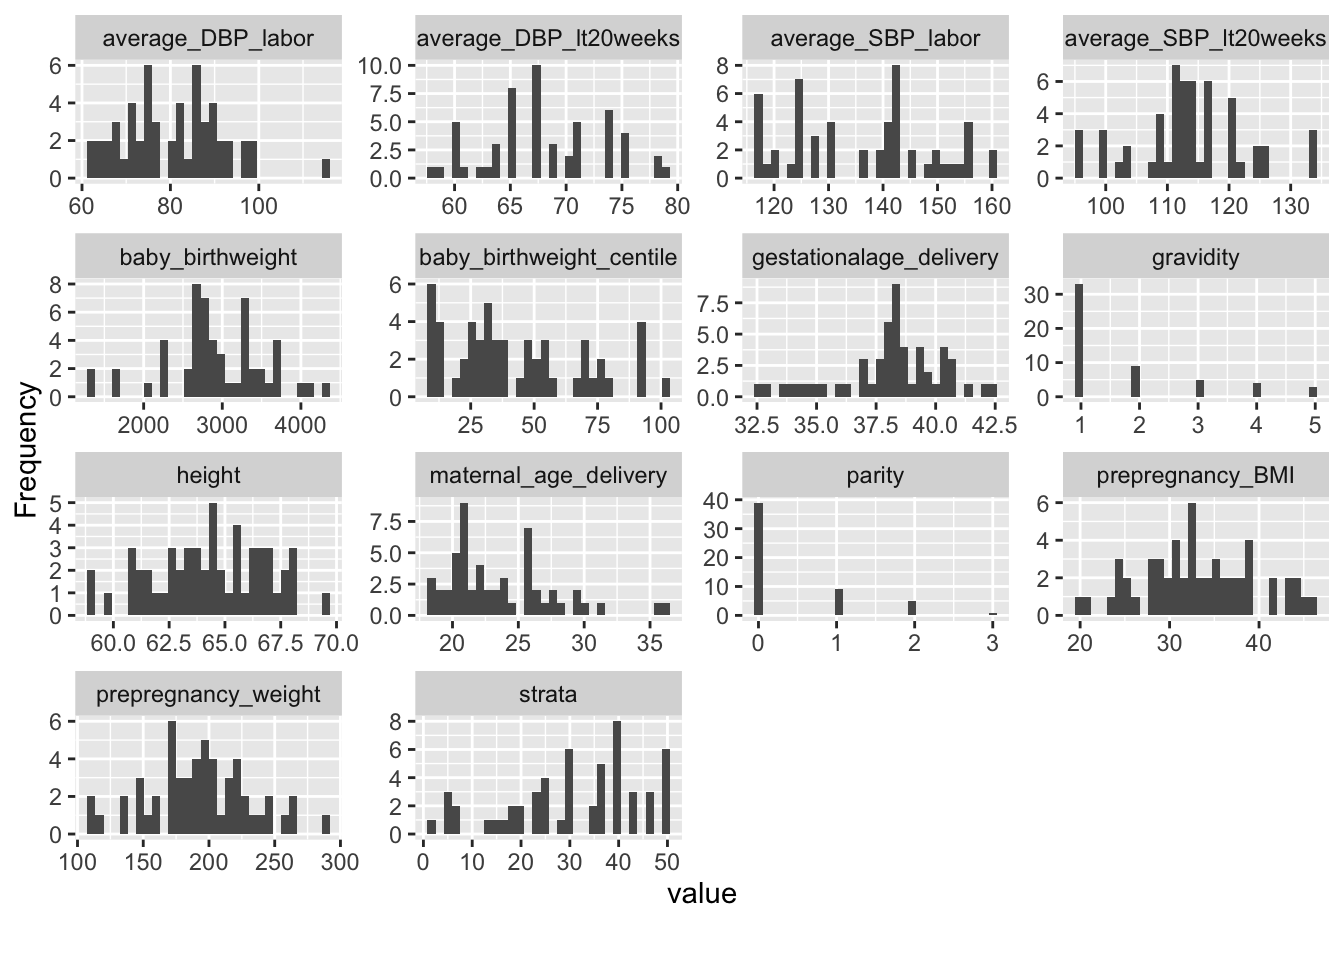 average_DBP_labor
average_DBP_lt20weeks
average_SBP_labor
average_SBP_lt20weeks
6
4
2
0
10.0
7.5
5.0
2.5
0.0
8
6
4
2
0
6
4
2
0
60 80 100
60 65 70 75 80
120 130 140 150 160
100 110 120 130
baby_birthweight
baby_birthweight_centile
gestationalage_delivery
gravidity
8
6
4
2
0
6
4
2
0
7.5
5.0
2.5
0.0
30
20
10
0
2000 3000 4000
25 50 75 100
32.5 35.0 37.5 40.0 42.5
1 2 3 4 5
Frequency
height
maternal_age_delivery
parity
prepregnancy_BMI
5
4
3
2
1
0
7.5
5.0
2.5
0.0
40
30
20
10
0
6
4
2
0
60.0 62.5 65.0 67.5 70.0
20 25 30 35
0 1 2 3
20 30 40
prepregnancy_weight
strata
6
4
2
0
8
6
4
2
0
100 150 200 250 300
0 10 20 30 40 50
value